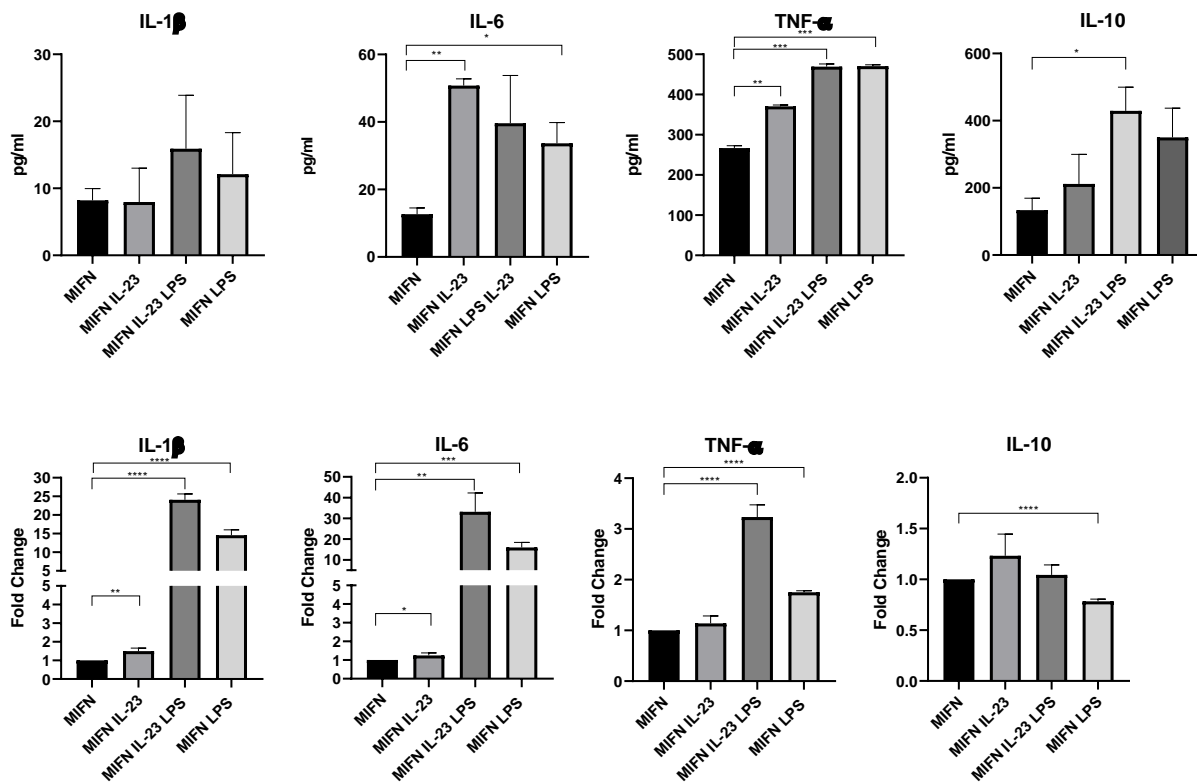 IL-1β
pg/ml
30
20
10
0
MIFN
MIFN IL-23
MIFN IL-23 LPS
MIFN LPS
IL-6
pg/ml
60
40
20
0
*
**
MIFN
MIFN IL-23
MIFN LPS IL-23
MIFN LPS
TNF-α
pg/ml
500
400
300
200
100
0
***
***
**
MIFN
MIFN IL-23
MIFN IL-23 LPS
MIFN LPS
IL-10
pg/ml
600
400
200
0
*
MIFN
MIFN IL-23
MIFN IL-23 LPS
MIFN LPS
IL-1β
Fold Change
30
25
20
15
10
5
5
4
3
2
1
0
****
****
**
MIFN
MIFN IL-23
MIFN IL-23 LPS
MIFN LPS
IL-6
Fold Change
50
40
30
20
10
5
4
3
2
1
0
***
**
*
MIFN
MIFN IL-23
MIFN IL-23 LPS
MIFN LPS
TNF-α
Fold Change
4
3
2
1
0
****
****
MIFN
MIFN IL-23
MIFN IL-23 LPS
MIFN LPS
IL-10
Fold Change
2.0
1.5
1.0
0.5
0.0
****
MIFN
MIFN IL-23
MIFN IL-23 LPS
MIFN LPS